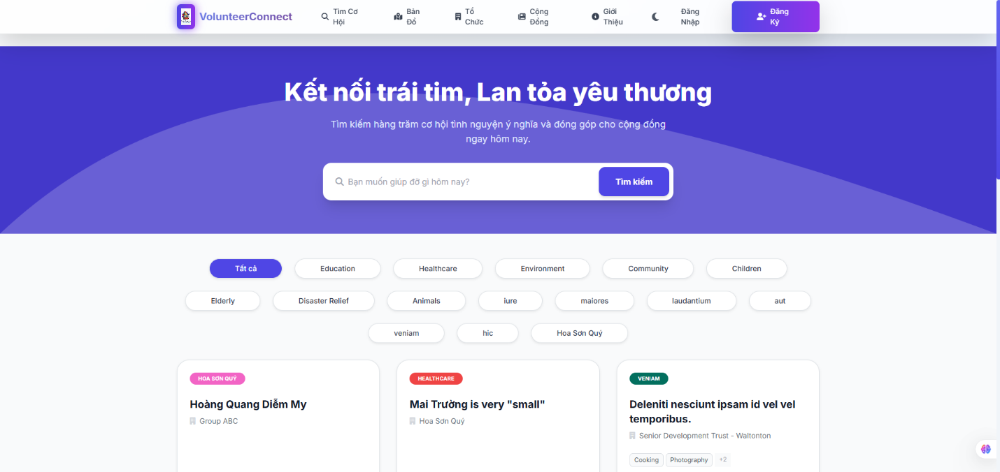 VolunteerConnect
Tìm Cơ
Hội
Bản
Đồ
Tổ
Chức
Cộng
Đồng
Giới
Thiệu
Đăng
Nhập
Đăng
Ký
Kết nối trái tim, Lan tỏa yêu thương
Tìm kiếm hàng trăm cơ hội tình nguyện ý nghĩa và đóng góp cho cộng đồng
ngay hôm nay.
Bạn muốn giúp đỡ gì hôm nay?
Tìm kiếm
Tất cả
Education
Healthcare
Environment
Community
Children
Elderly
Disaster Relief
Animals
iure
maiores
laudantium
aut
veniam
hic
Hoa Sơn Quý
HOA SƠN QUÝ
Hoàng Quang Diễm My
Group ABC
HEALTHCARE
Mai Trường is very "small"
Hoa Sơn Quý
VENIAM
Deleniti nesciunt ipsam id vel vel
temporibus.
Senior Development Trust - Waltonton
Cooking
Photography
+2